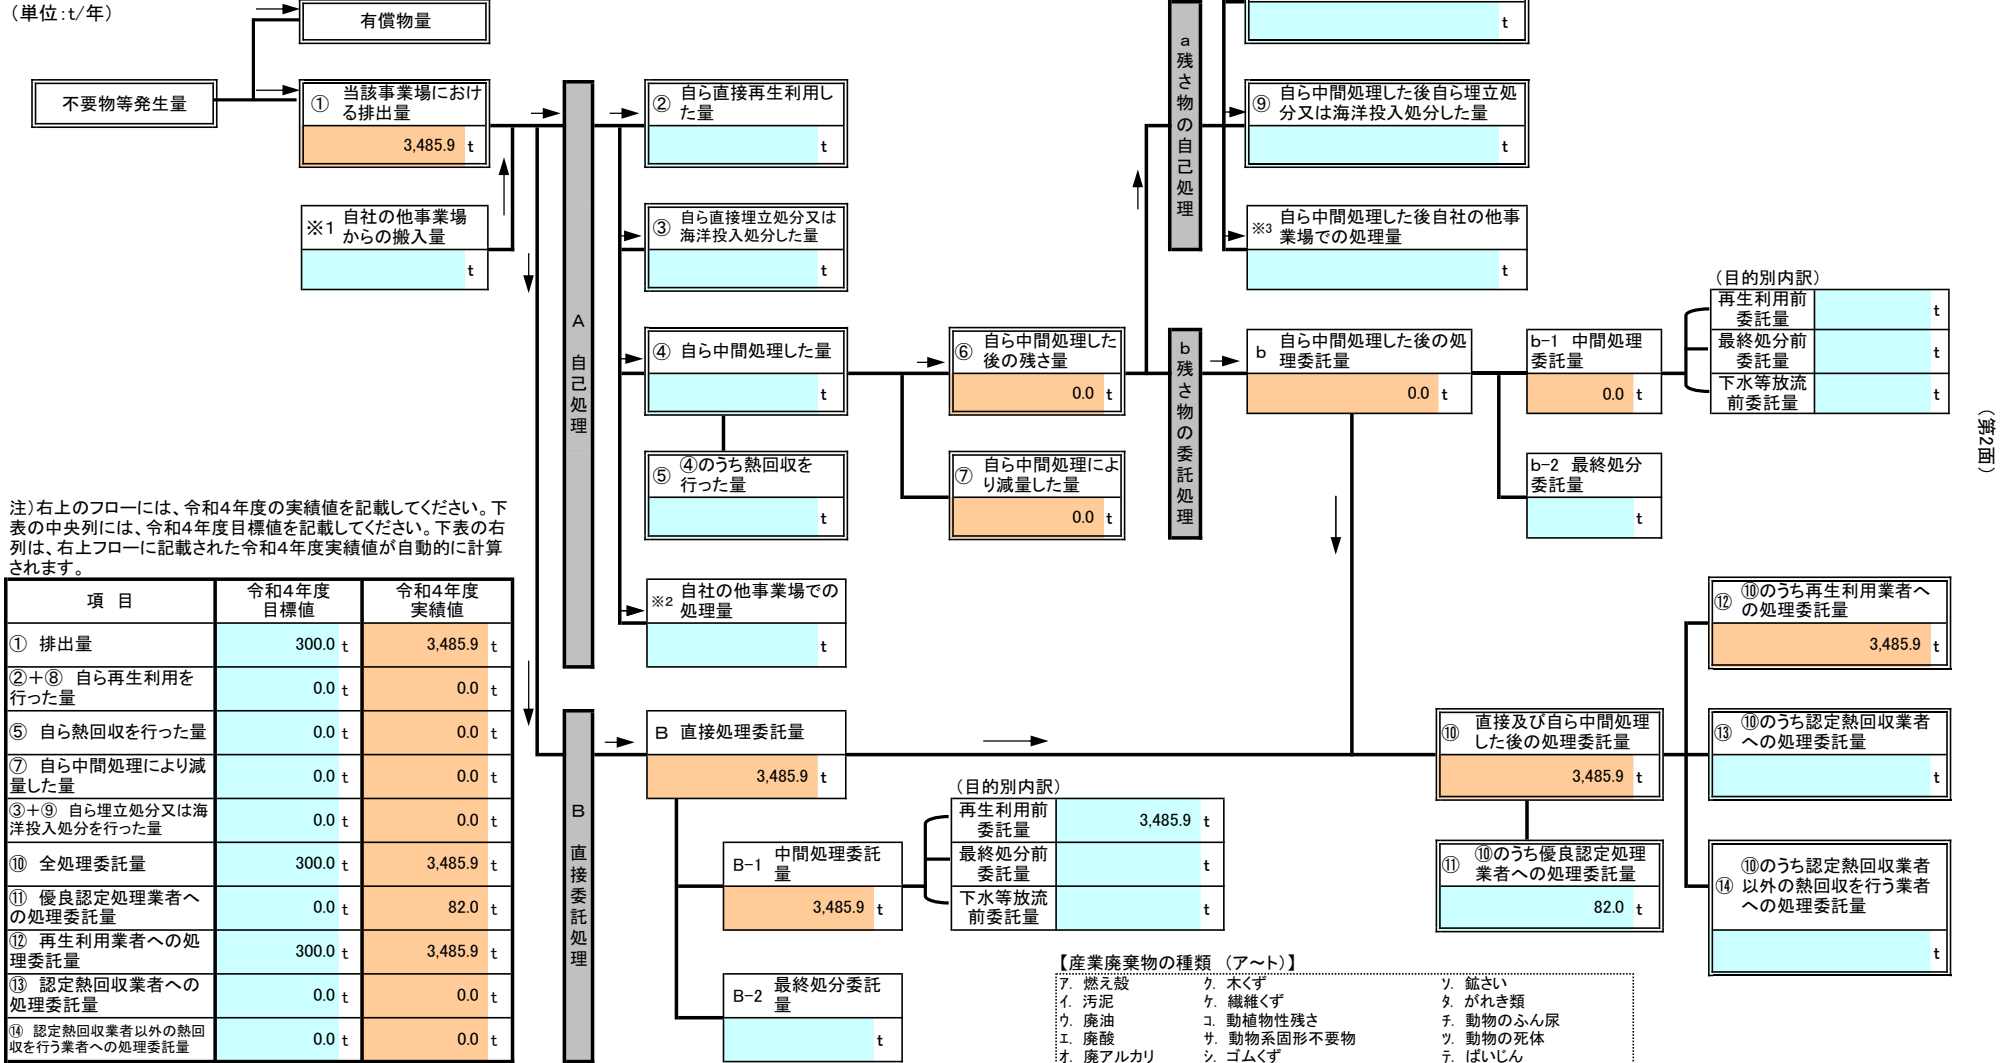 （単位:t/年）
有償物量
不要物等発生量
① 当該事業場におけ
る排出量
3,485.9 t
※1 自社の他事業場
からの搬入量
t
A 自己処理
② 自ら直接再生利用し
た量
t
③ 自ら直接埋立処分又は
海洋投入処分した量
t
④ 自ら中間処理した量
t
⑤ ④のうち熱回収を
行った量
t
※2 自社の他事業場での
処理量
t
⑥ 自ら中間処理した
後の残さ量
0.0 t
⑦ 自ら中間処理によ
り減量した量
0.0 t
a 残さ物の自己処理
t
⑨ 自ら中間処理した後自ら埋立処
分又は海洋投入処分した量
t
※3 自ら中間処理した後自社の他事
業場での処理量
t
b 残さ物の委託処理
b 自ら中間処理した後の処
理委託量
0.0 t
b-1 中間処理
委託量
0.0 t
b-2 最終処分
委託量
t
（目的別内訳）
再生利用前
委託量
t
最終処分前
委託量
t
下水等放流
前委託量
t
（第2面）
注）右上のフローには、令和４年度の実績値を記載してください。下
表の中央列には、令和４年度目標値を記載してください。下表の右
列は、右上フローに記載された令和４年度実績値が自動的に計算
されます。
項 目 令和４年度 目標値 令和４年度 実績値
① 排出量 300.0 t 3,485.9 t
②＋⑧ 自ら再生利用を
行った量 0.0 t 0.0 t
⑤ 自ら熱回収を行った量 0.0 t 0.0 t
⑦ 自ら中間処理により減
量した量 0.0 t 0.0 t
③＋⑨ 自ら埋立処分又は海
洋投入処分を行った量 0.0 t 0.0 t
⑩ 全処理委託量 300.0 t 3,485.9 t
⑪ 優良認定処理業者へ
の処理委託量 0.0 t 82.0 t
⑫ 再生利用業者への処
理委託量 300.0 t 3,485.9 t
⑬ 認定熱回収業者への
処理委託量 0.0 t 0.0 t
⑭ 認定熱回収業者以外の熱回
収を行う業者への処理委託量 0.0 t 0.0 t
B 直接委託処理
B 直接処理委託量
3,485.9 t
B-1 中間処理委託
量
3,485.9 t
B-2 最終処分委託
量
t
（目的別内訳）
再生利用前
委託量
3,485.9 t
最終処分前
委託量
t
下水等放流
前委託量
t
⑩ 直接及び自ら中間処理
した後の処理委託量
3,485.9 t
⑪ ⑩のうち優良認定処理
業者への処理委託量
82.0 t
⑫ ⑩のうち再生利用業者へ
の処理委託量
3,485.9 t
⑬ ⑩のうち認定熱回収業者
への処理委託量
t
⑭ ⑩のうち認定熱回収業者
以外の熱回収を行う業者
への処理委託量
t
【産業廃棄物の種類 （ア～ト）】
ｱ. 燃え殻 ｸ. 木くず ｿ. 鉱さい
ｲ. 汚泥 ｹ. 繊維くず ﾀ. がれき類
ｳ. 廃油 ｺ. 動植物性残さ ﾁ. 動物のふん尿
ｴ. 廃酸 ｻ. 動物系固形不要物 ﾂ. 動物の死体
ｵ. 廃アルカリ ｼ. ゴムくず ﾃ. ばいじん